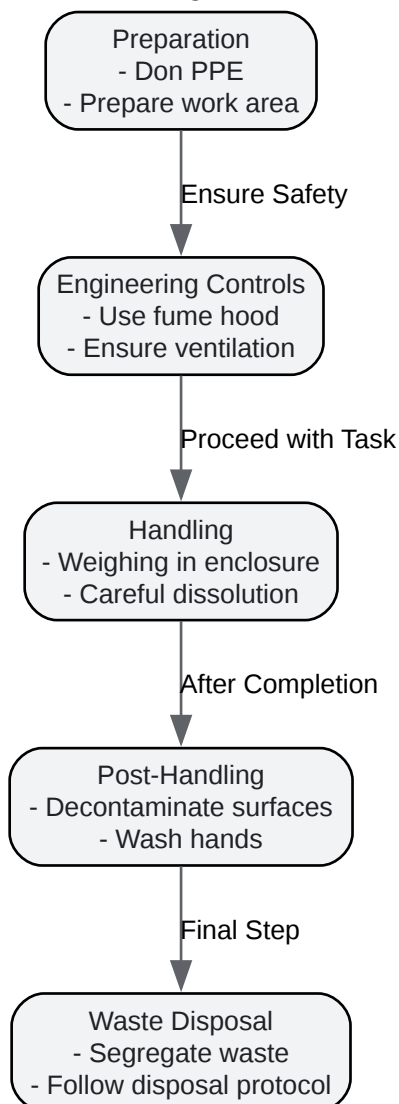 Preparation
- Don PPE
- Prepare work area
Ensure Safety
Engineering Controls
- Use fume hood
- Ensure ventilation
Proceed with Task
Handling
- Weighing in enclosure
- Careful dissolution
After Completion
Post-Handling
- Decontaminate surfaces
- Wash hands
Final Step
Waste Disposal
- Segregate waste
- Follow disposal protocol